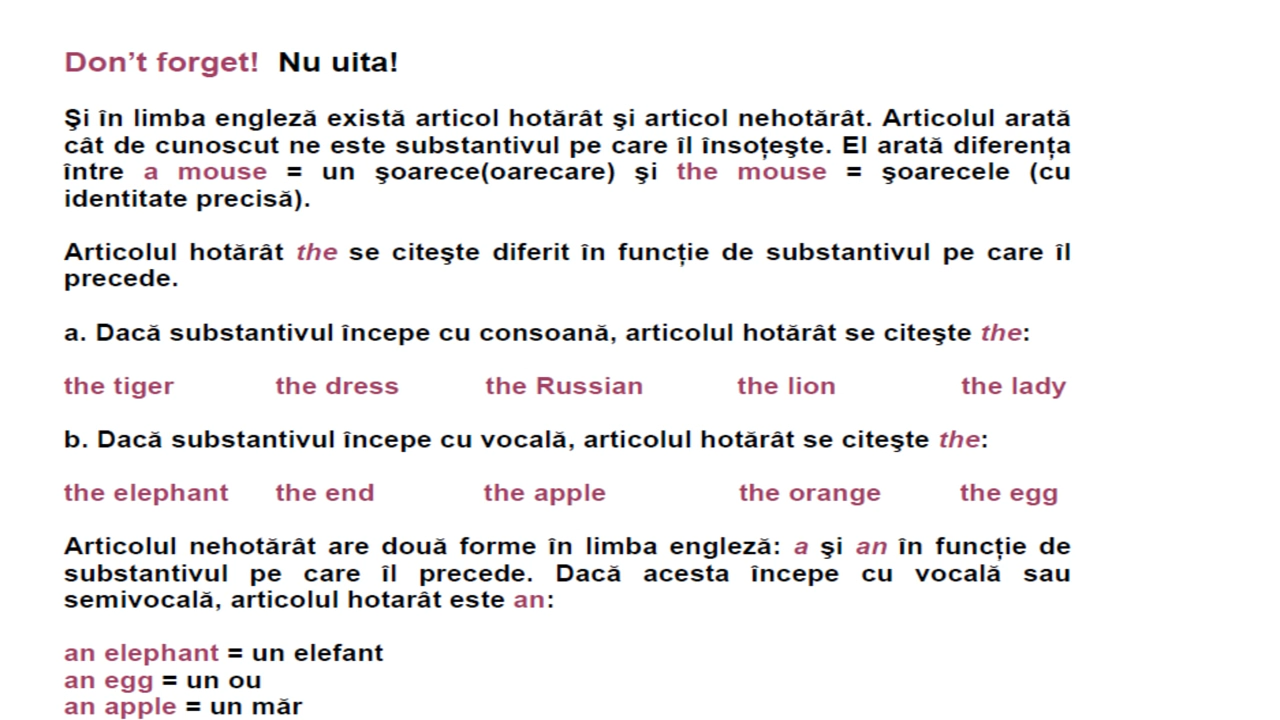 Don’t forget! Nu uita!
Şi în limba engleză există articol hotărât şi articol nehotărât. Articolul arată
cât de cunoscut ne este substantivul pe care îl însoţeşte. El arată diferenţa
între a mouse = un şoarece(oarecare) şi the mouse = şoarecele (cu
identitate precisă).
Articolul hotărât the se citeşte diferit în funcţie de substantivul pe care îl
precede.
a. Dacă substantivul începe cu consoană, articolul hotărât se citeşte the:
the tiger the dress the Russian the lion the lady
b. Dacă substantivul începe cu vocală, articolul hotărât se citeşte the:
the elephant the end the apple the orange the egg
Articolul nehotărât are două forme în limba engleză: a şi an în funcţie de
substantivul pe care îl precede. Dacă acesta începe cu vocală sau
semivocală, articolul hotarât este an:
an elephant = un elefant
an egg = un ou
an apple = un măr